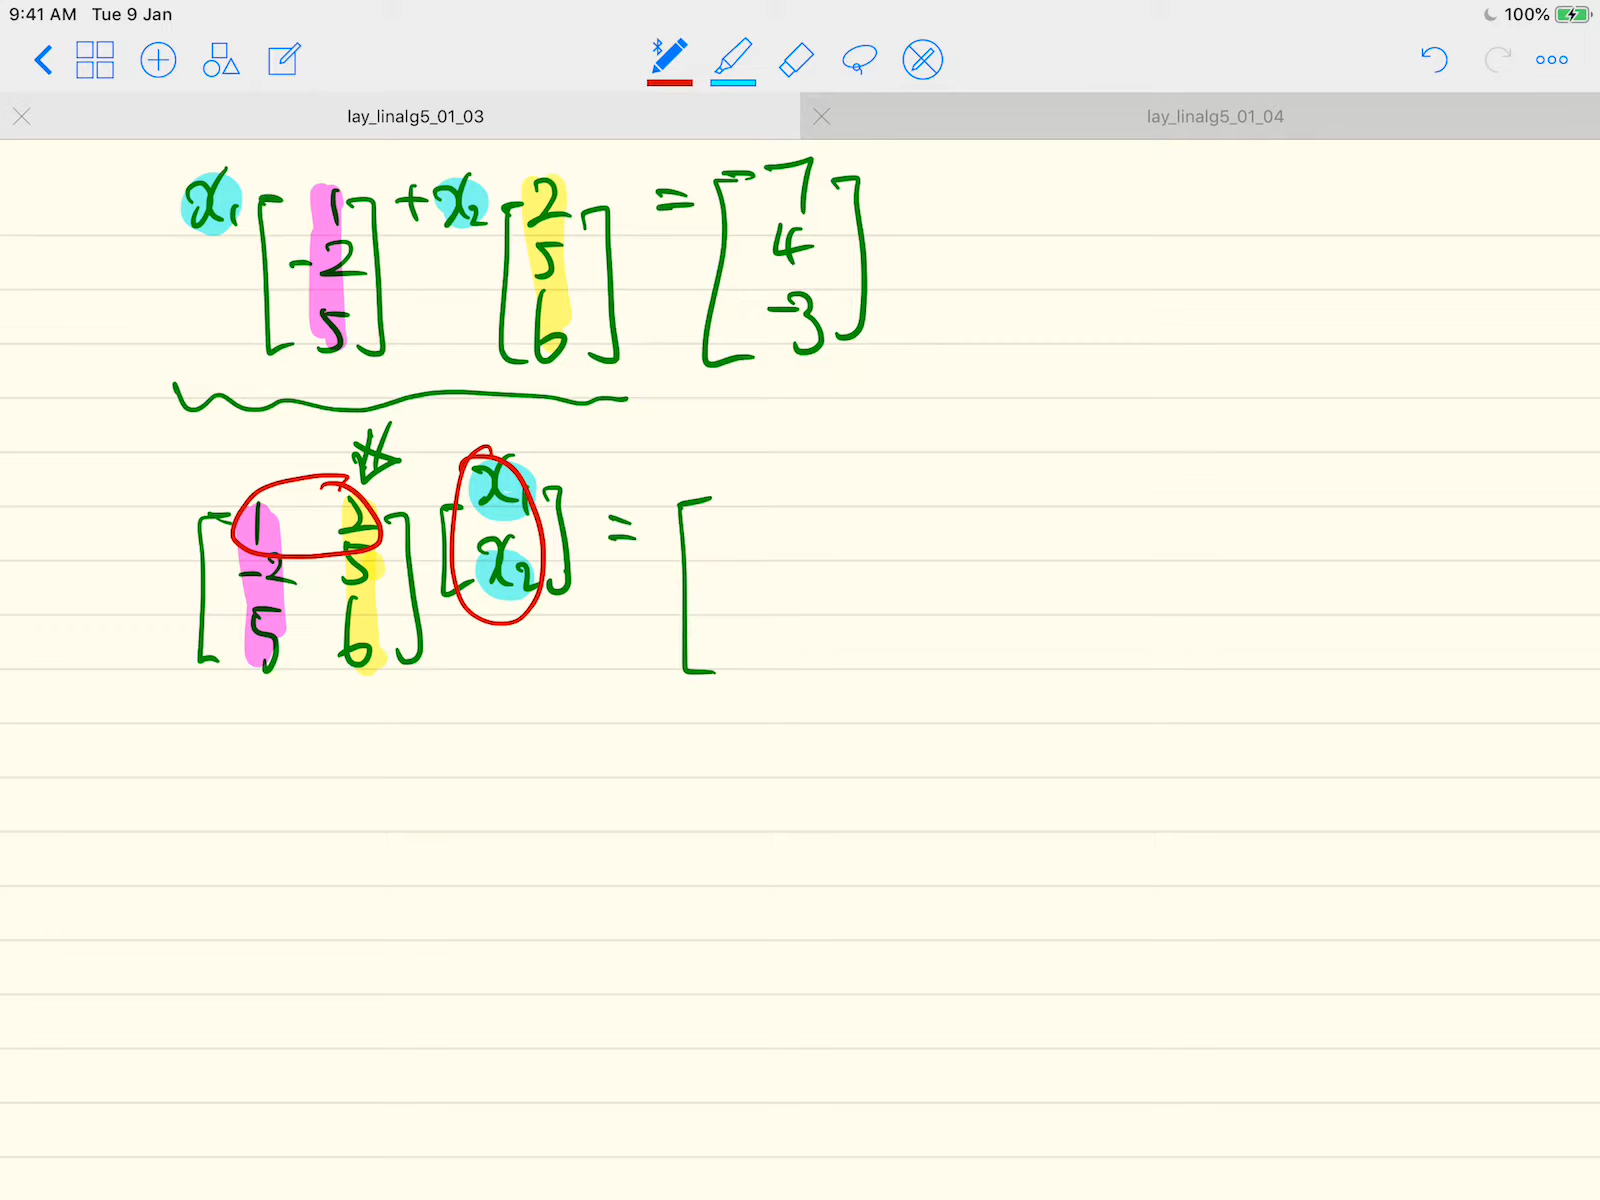 9:41 AM Tue 9 Jan 100%
lay_linalg5_01_03 lay_linalg5_01_04
x₁ [1 -2 5] + x₂ [2 5 6] = [7 4 -3]
[1 2
-2 5
5 6] [x₁ x₂] = [